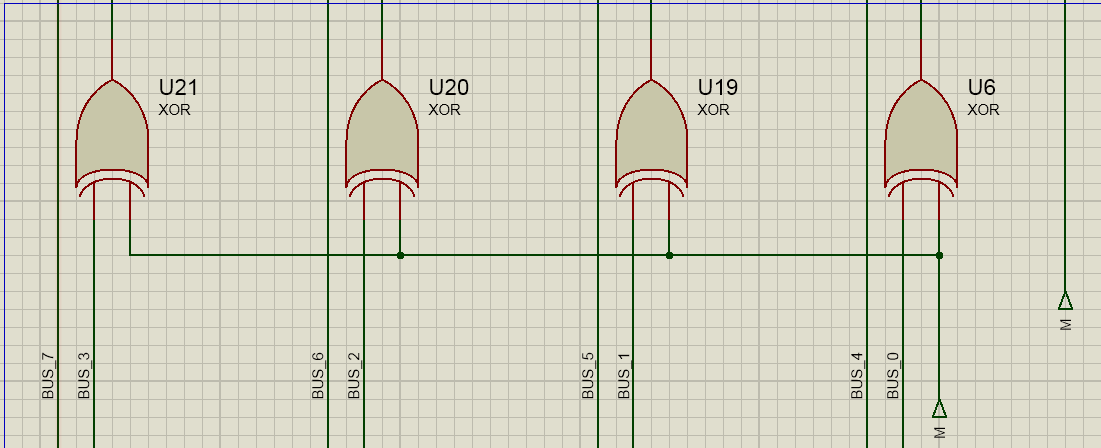 U21
XOR
U20
XOR
U19
XOR
U6
XOR
BUS_7
BUS_3
BUS_6
BUS_2
BUS_5
BUS_1
BUS_4
BUS_0
M
M